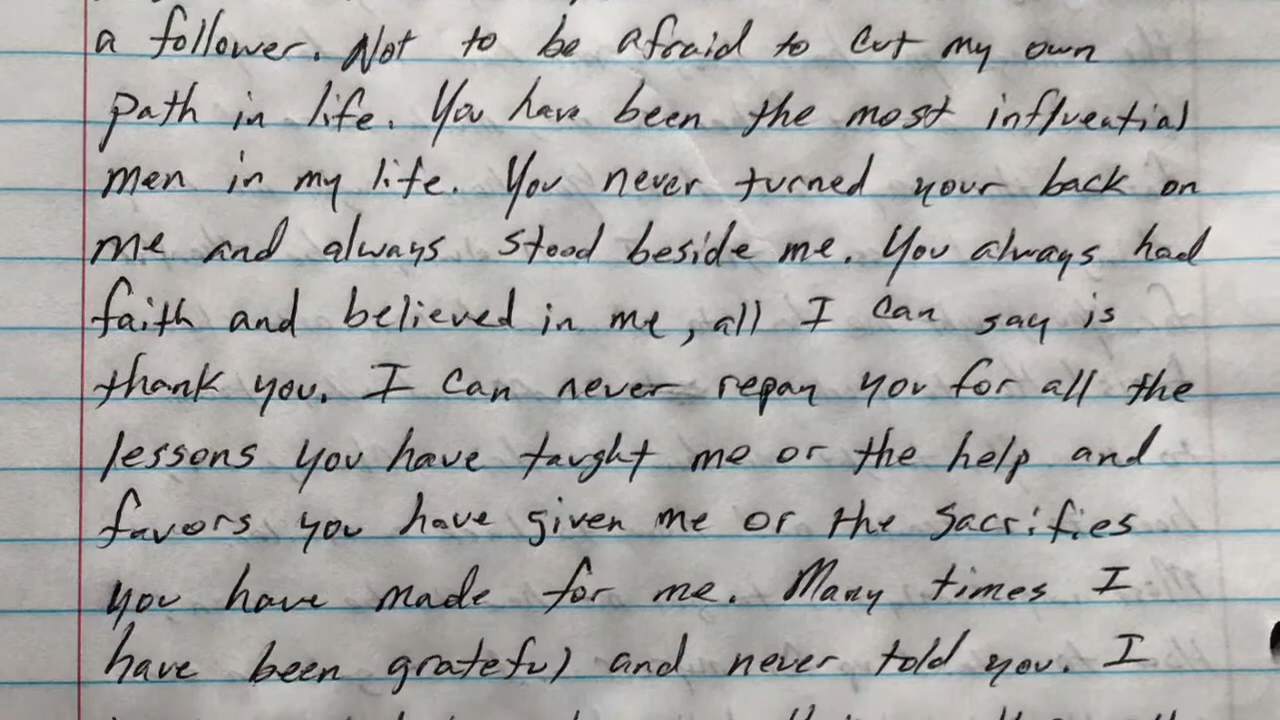 a follower. Not to be afraid to cut my own
path in life. You have been the most influential
men in my life. You never turned your back on
me and always stood beside me. You always had
faith and believed in me, all I can say is
thank you. I can never repay you for all the
lessons you have taught me or the help and
favors you have given me or the sacrifies
you have made for me. Many times I
have been grateful and never told you. I